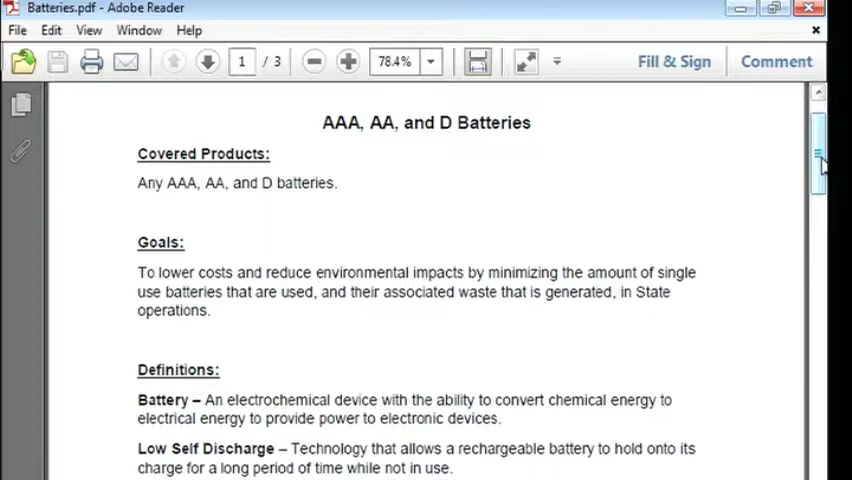 Batteries.pdf - Adobe Reader
File Edit View Window Help
1 / 3 78.4% Fill & Sign Comment
AAA, AA, and D Batteries
Covered Products:
Any AAA, AA, and D batteries.
Goals:
To lower costs and reduce environmental impacts by minimizing the amount of single
use batteries that are used, and their associated waste that is generated, in State
operations.
Definitions:
Battery – An electrochemical device with the ability to convert chemical energy to
electrical energy to provide power to electronic devices.
Low Self Discharge – Technology that allows a rechargeable battery to hold onto its
charge for a long period of time while not in use.